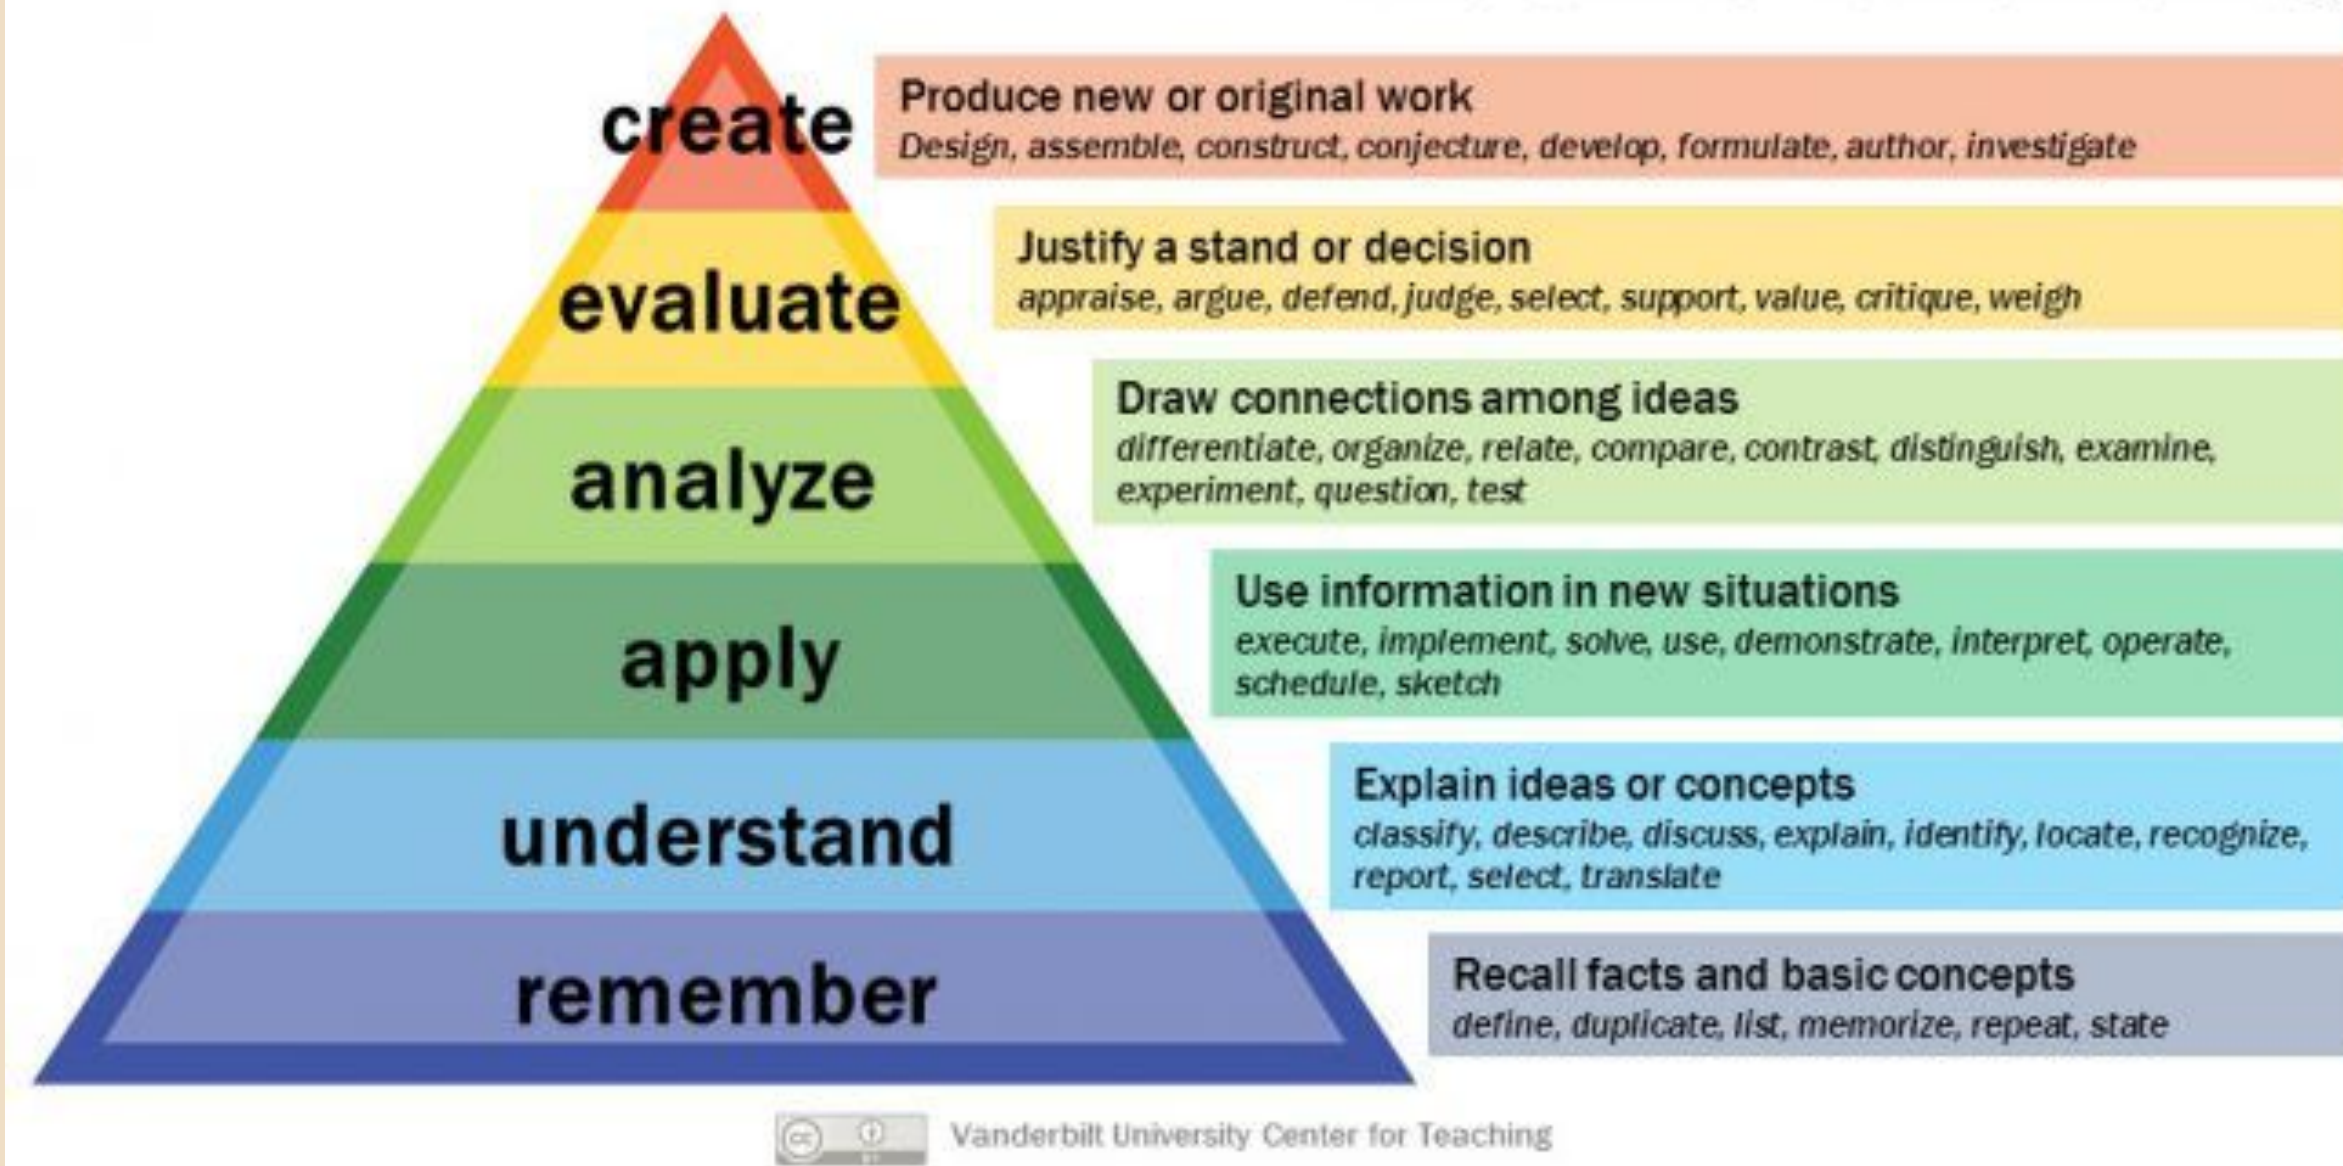 create
Produce new or original work
Design, assemble, construct, conjecture, develop, formulate, author, investigate
evaluate
Justify a stand or decision
appraise, argue, defend, judge, select, support, value, critique, weigh
analyze
Draw connections among ideas
differentiate, organize, relate, compare, contrast, distinguish, examine,
experiment, question, test
apply
Use information in new situations
execute, implement, solve, use, demonstrate, interpret, operate,
schedule, sketch
understand
Explain ideas or concepts
classify, describe, discuss, explain, identify, locate, recognize,
report, select, translate
remember
Recall facts and basic concepts
define, duplicate, list, memorize, repeat, state
cc
Vanderbilt University Center for Teaching